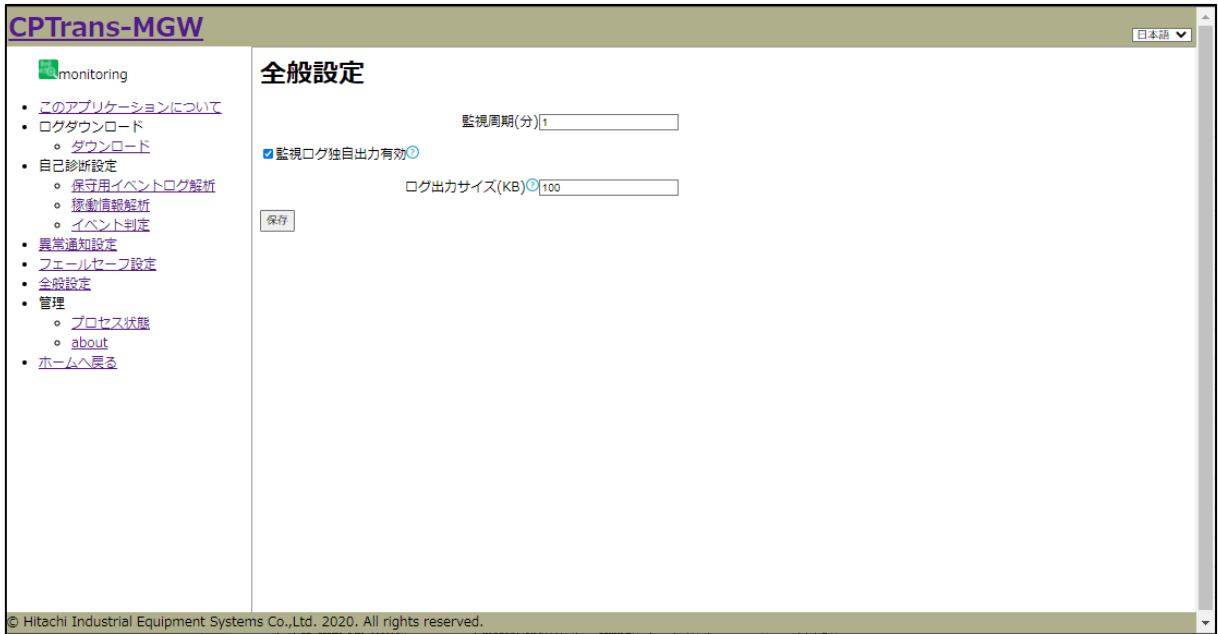 CPTrans-MGW
日本語
monitoring
このアプリケーションについて
ログダウンロード
ダウンロード
自己診断設定
保守用イベントログ解析
稼働情報解析
イベント判定
異常通知設定
フェールセーフ設定
全般設定
管理
プロセス状態
about
ホームへ戻る
全般設定
監視周期(分) 1
監視ログ独自出力有効?
ログ出力サイズ(KB)? 100
保存
© Hitachi Industrial Equipment Systems Co.,Ltd. 2020. All rights reserved.